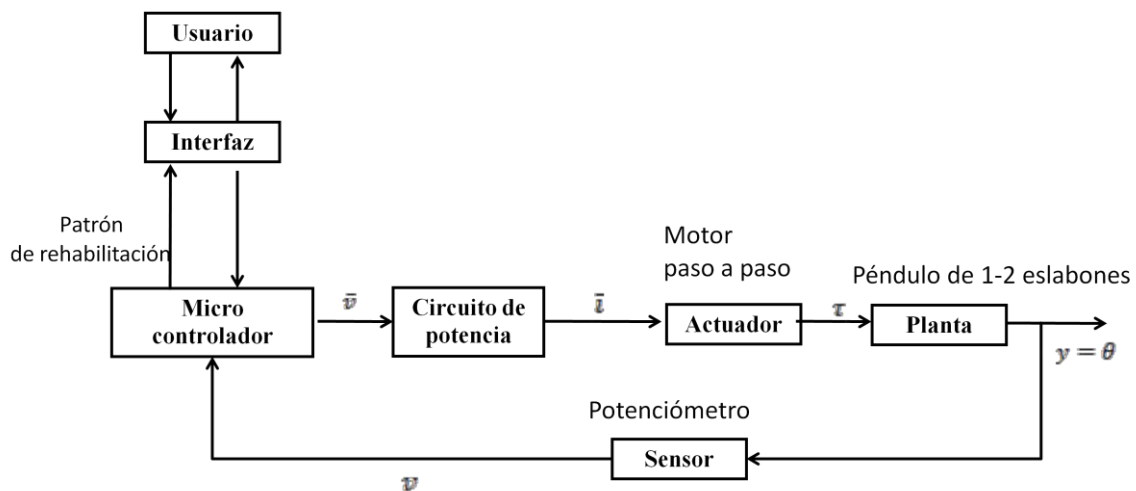 Usuario
Interfaz
Patrón
de rehabilitación
Motor
paso a paso
Péndulo de 1-2 eslabones
Micro
controlador
v̄
Circuito de
potencia
ī
Actuador
τ
Planta
y = θ
Potenciómetro
Sensor
v